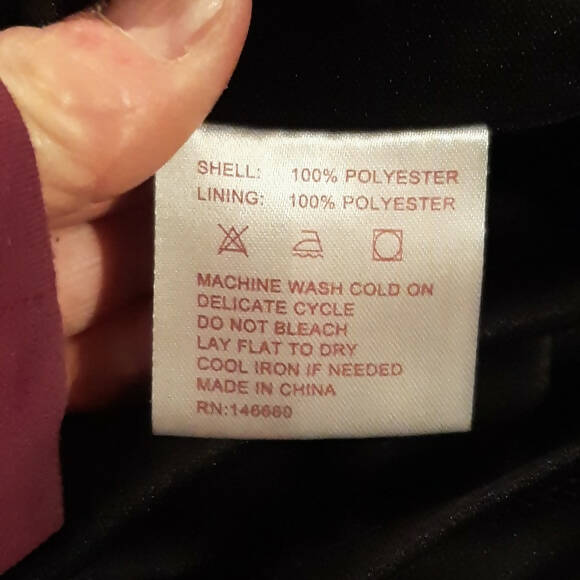 SHELL: 100% POLYESTER
LINING: 100% POLYESTER
MACHINE WASH COLD ON
DELICATE CYCLE
DO NOT BLEACH
LAY FLAT TO DRY
COOL IRON IF NEEDED
MADE IN CHINA
RN:146660